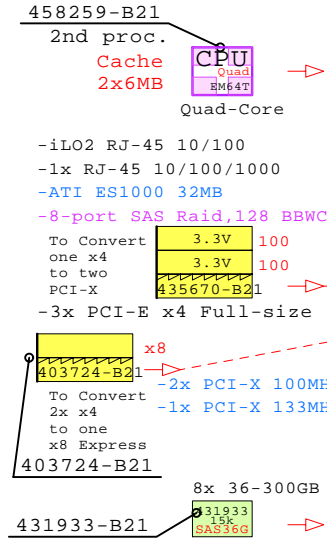 458259-B21
2nd proc.
Cache
2x6MB
CPU
Quad
EM64T
Quad-Core
-iLO2 RJ-45 10/100
-1x RJ-45 10/100/1000
-ATI ES1000 32MB
-8-port SAS Raid,128 BBWC
To Convert
one x4
to two
PCI-X
3.3V 100
3.3V 100
435670-B21
-3x PCI-E x4 Full-size
x8
403724-B21
-2x PCI-X 100MH
-1x PCI-X 133MH
To Convert
2x x4
to one
x8 Express
403724-B21
8x 36-300GB
431933-B21
431933
15k
SAS36G